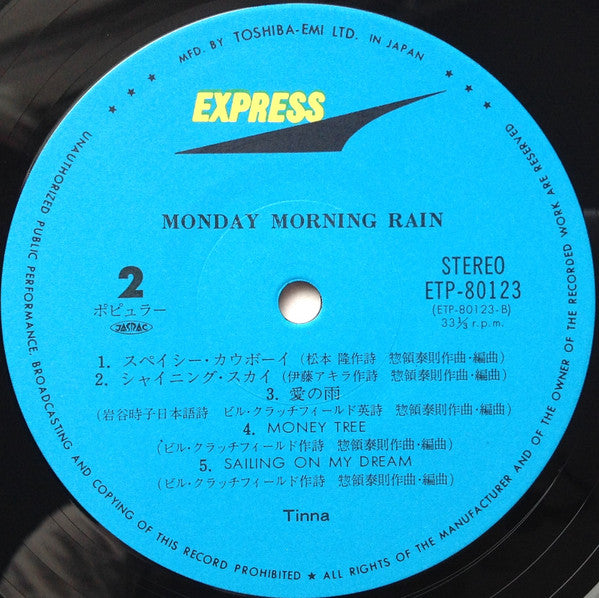 MFD. BY TOSHIBA-EMI LTD. IN JAPAN
EXPRESS
MONDAY MORNING RAIN
2
ポピュラー
JASRAC
STEREO
ETP-80123
(ETP-80123-B)
33⅓ r.p.m.
1. スペイシー・カウボーイ (松本 隆作詩 惣領泰則作曲・編曲)
2. シャイニング・スカイ (伊藤アキラ作詩 惣領泰則作曲・編曲)
3. 愛の雨
(岩谷時子日本語詩 ビル・クラッチフィールド英詩 惣領泰則作曲・編曲)
4. MONEY TREE
(ビル・クラッチフィールド作詩 惣領泰則作曲・編曲)
5. SAILING ON MY DREAM
(ビル・クラッチフィールド作詩 惣領泰則作曲・編曲)
Tinna
UNAUTHORIZED PUBLIC PERFORMANCE, BROADCASTING AND COPYING OF THIS RECORD PROHIBITED ★ ALL RIGHTS OF THE MANUFACTURER AND OF THE OWNER OF THE RECORDED WORK ARE RESERVED